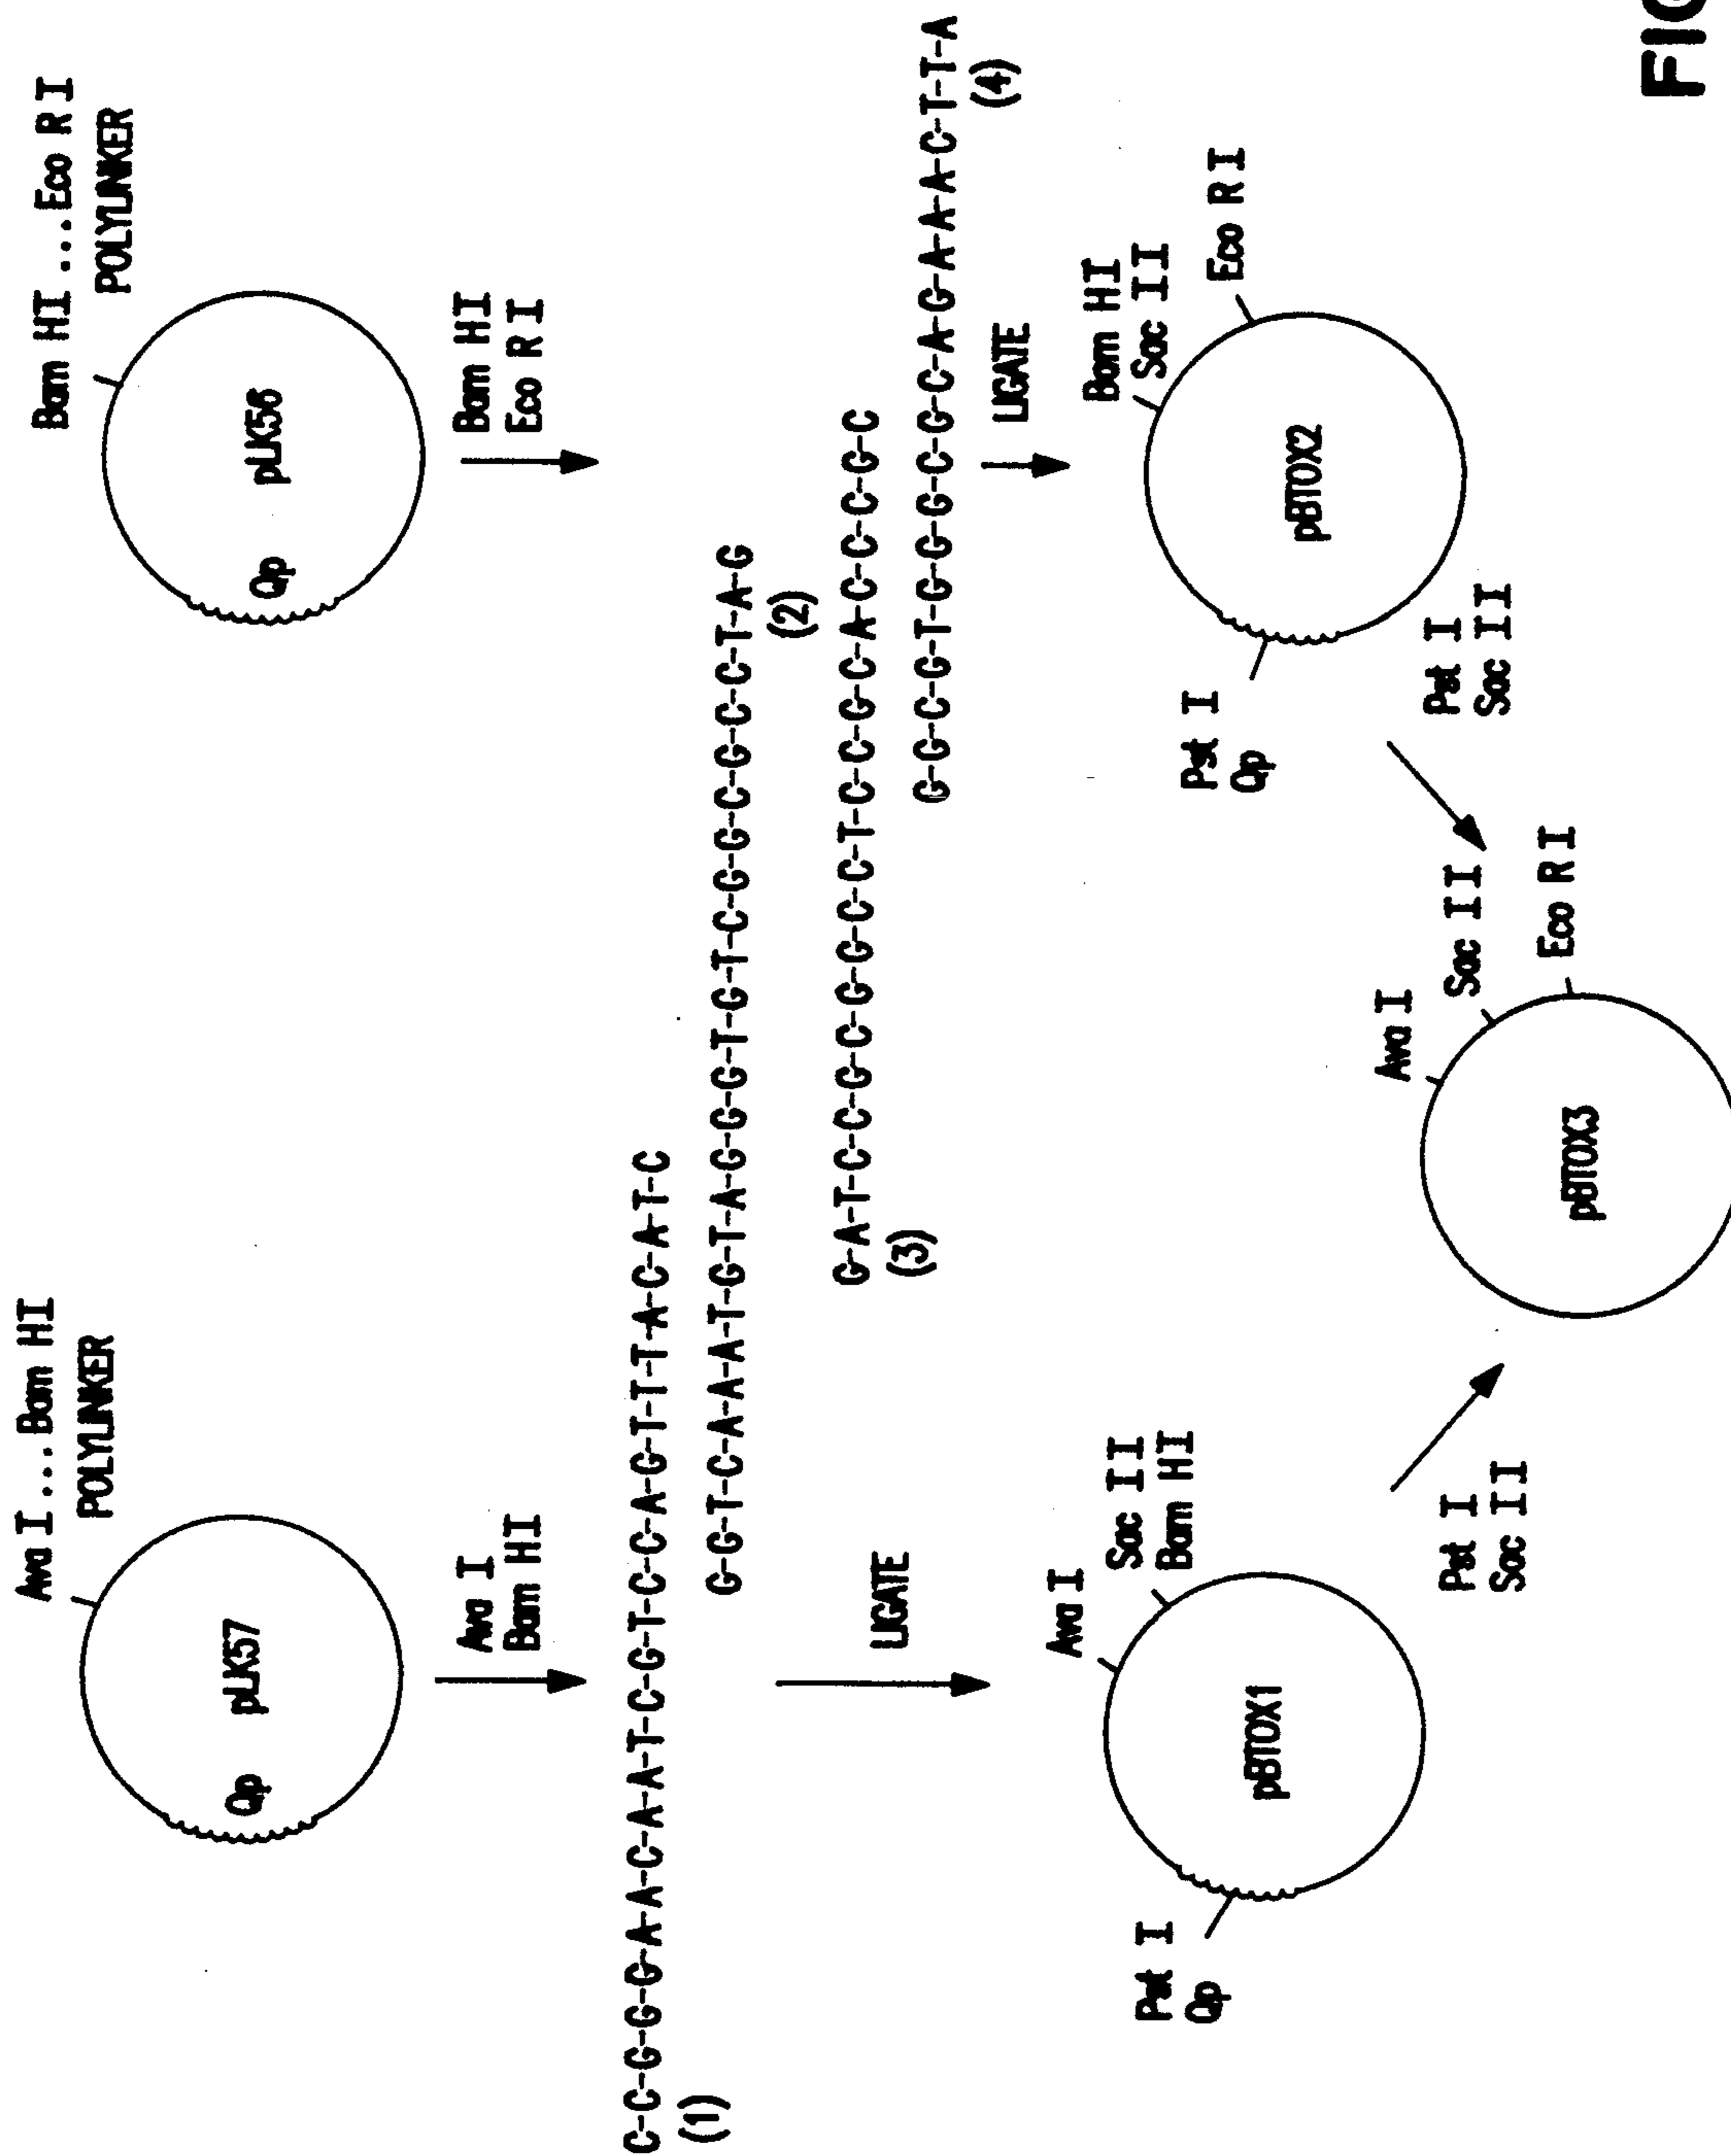 Ava I...Bam HI
POLYLINKER
Qp pLK57
Ava I
Bam HI
Bam HI...Eco R I
POLYLINKER
Qp pLK56
Bam HI
Eco R I
C-C-G-G-G-A-A-C-A-A-T-C-G-T-C-C-A-G-T-T-T-A-C-A-T-C
(1)
G-G-T-C-A-A-A-T-G-T-A-G-G-G-T-G-T-C-G-G-C-G-C-C-T-A-G
(2)
G-A-T-C-C-G-C-G-G-C-C-T-C-C-G-C-A-C-C-C-G-C
(3)
G-G-C-G-T-G-G-G-C-G-C-A-G-A-A-A-C-T-T-A
(4)
LIGATE
LIGATE
Ava I
Sac II
Bam HI
Pst I
Qp
pBTOX1
Bam HI
Sac II
Eco R I
Pst I
Qp
pBTOX2
Pst I
Sac II
Pst I
Sac II
Ava I
Sac II
Eco R I
pBTOX3